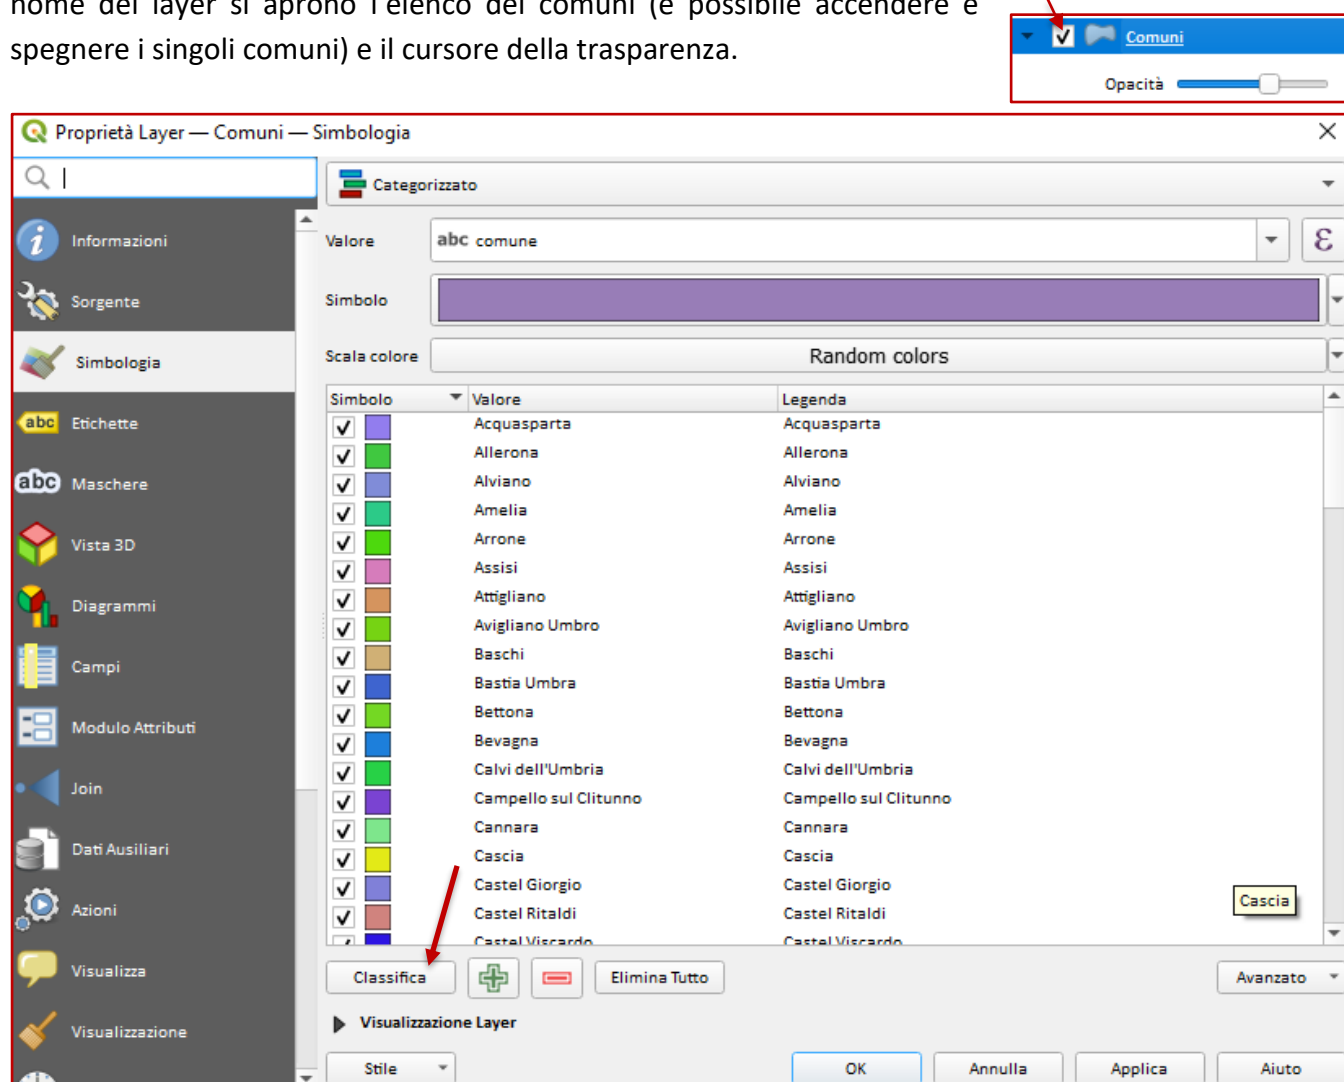 nome del layer si aprono l'elenco dei comuni (è possibile accendere e
spegnere i singoli comuni) e il cursore della trasparenza.
Comuni
Opacità
Proprietà Layer — Comuni — Simbologia
Categorizzato
Informazioni
Sorgente
Simbologia
abc Etichette
abc Maschere
Vista 3D
Diagrammi
Campi
Modulo Attributi
Join
Dati Ausiliari
Azioni
Visualizza
Visualizzazione
Valore abc comune ε
Simbolo
Scala colore Random colors
Simbolo Valore Legenda
Acquasparta Acquasparta
Allerona Allerona
Alviano Alviano
Amelia Amelia
Arrone Arrone
Assisi Assisi
Attigliano Attigliano
Avigliano Umbro Avigliano Umbro
Baschi Baschi
Bastia Umbra Bastia Umbra
Bettona Bettona
Bevagna Bevagna
Calvi dell'Umbria Calvi dell'Umbria
Campello sul Clitunno Campello sul Clitunno
Cannara Cannara
Cascia Cascia
Castel Giorgio Castel Giorgio
Cascia
Castel Ritaldi Castel Ritaldi
Castel Viscardo Castel Viscardo
Classifica Elimina Tutto Avanzato
Visualizzazione Layer
Stile OK Annulla Applica Aiuto